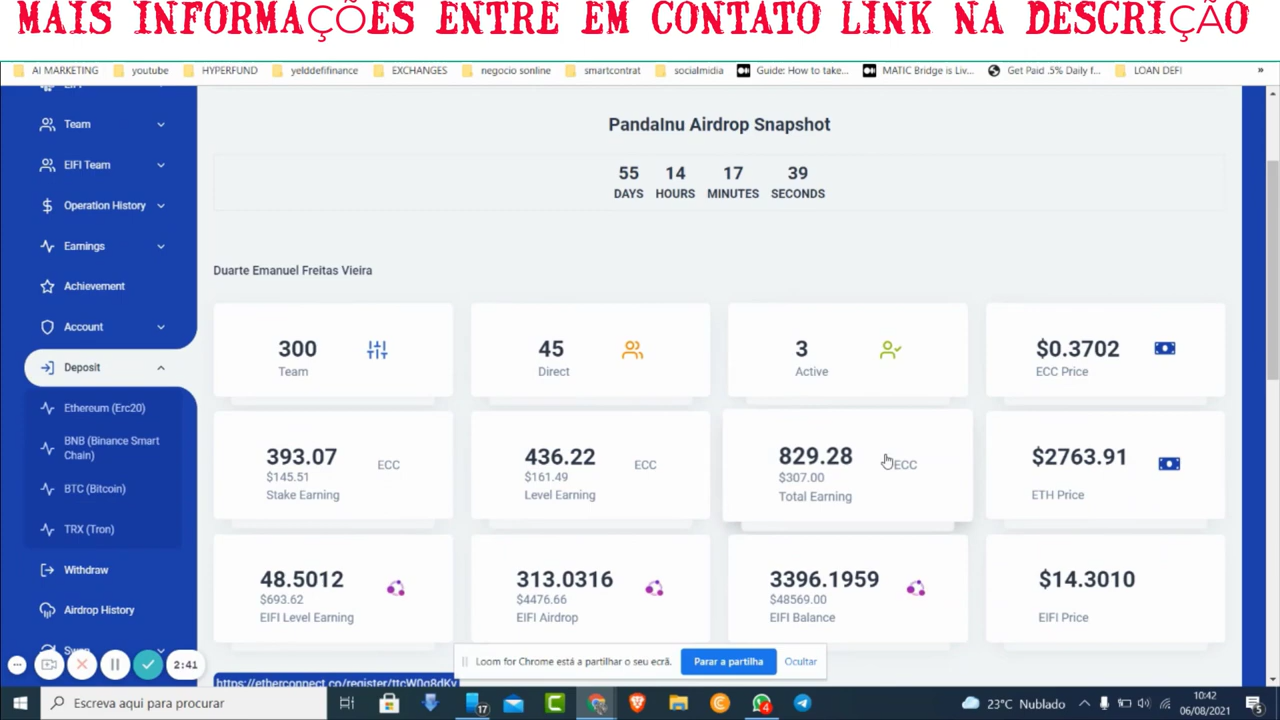 MAIS INFORMAÇÕES ENTRE EM CONTATO LINK NA DESCRIÇÃO
AI MARKETING youtube HYPERFUND yelddefifinance EXCHANGES negocio sonline smartcontrat socialmidia Guide: How to take... MATIC Bridge is Liv... Get Paid .5% Daily f... LOAN DEFI »
Team
EIFI Team
Operation History
Earnings
Achievement
Account
Deposit
Ethereum (Erc20)
BNB (Binance Smart
Chain)
BTC (Bitcoin)
TRX (Tron)
Withdraw
Airdrop History
PandaInu Airdrop Snapshot
55 14 17 39
DAYS HOURS MINUTES SECONDS
Duarte Emanuel Freitas Vieira
300
Team
45
Direct
3
Active
$0.3702
ECC Price
393.07 ECC
$145.51
Stake Earning
436.22 ECC
$161.49
Level Earning
829.28 ECC
$307.00
Total Earning
$2763.91
ETH Price
48.5012
$693.62
EIFI Level Earning
313.0316
$4476.66
EIFI Airdrop
3396.1959
$48569.00
EIFI Balance
$14.3010
EIFI Price
2:41
Loom for Chrome está a partilhar o seu ecrã. Parar a partilha Ocultar
Escreva aqui para procurar
17
4
23°C Nublado
10:42
06/08/2021
5